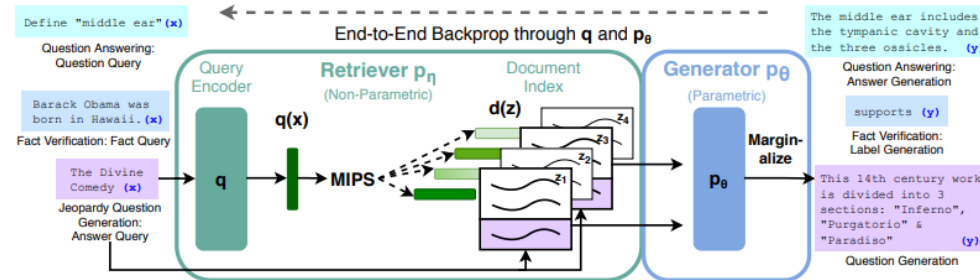 Define "middle ear" (x)
Question Answering:
Question Query
Barack Obama was
born in Hawaii. (x)
Fact Verification: Fact Query
The Divine
Comedy (x)
Jeopardy Question
Generation:
Answer Query
End-to-End Backprop through q and pθ
Query
Encoder
q
q(x)
Retriever pη
(Non-Parametric)
MIPS
Document
Index
d(z)
z4
z3
z2
z1
Generator pθ
(Parametric)
pθ
Margin-
alize
The middle ear includes
the tympanic cavity and
the three ossicles. (y)
Question Answering:
Answer Generation
supports (y)
Fact Verification:
Label Generation
This 14th century work
is divided into 3
sections: "Inferno",
"Purgatorio" &
"Paradiso" (y)
Question Generation